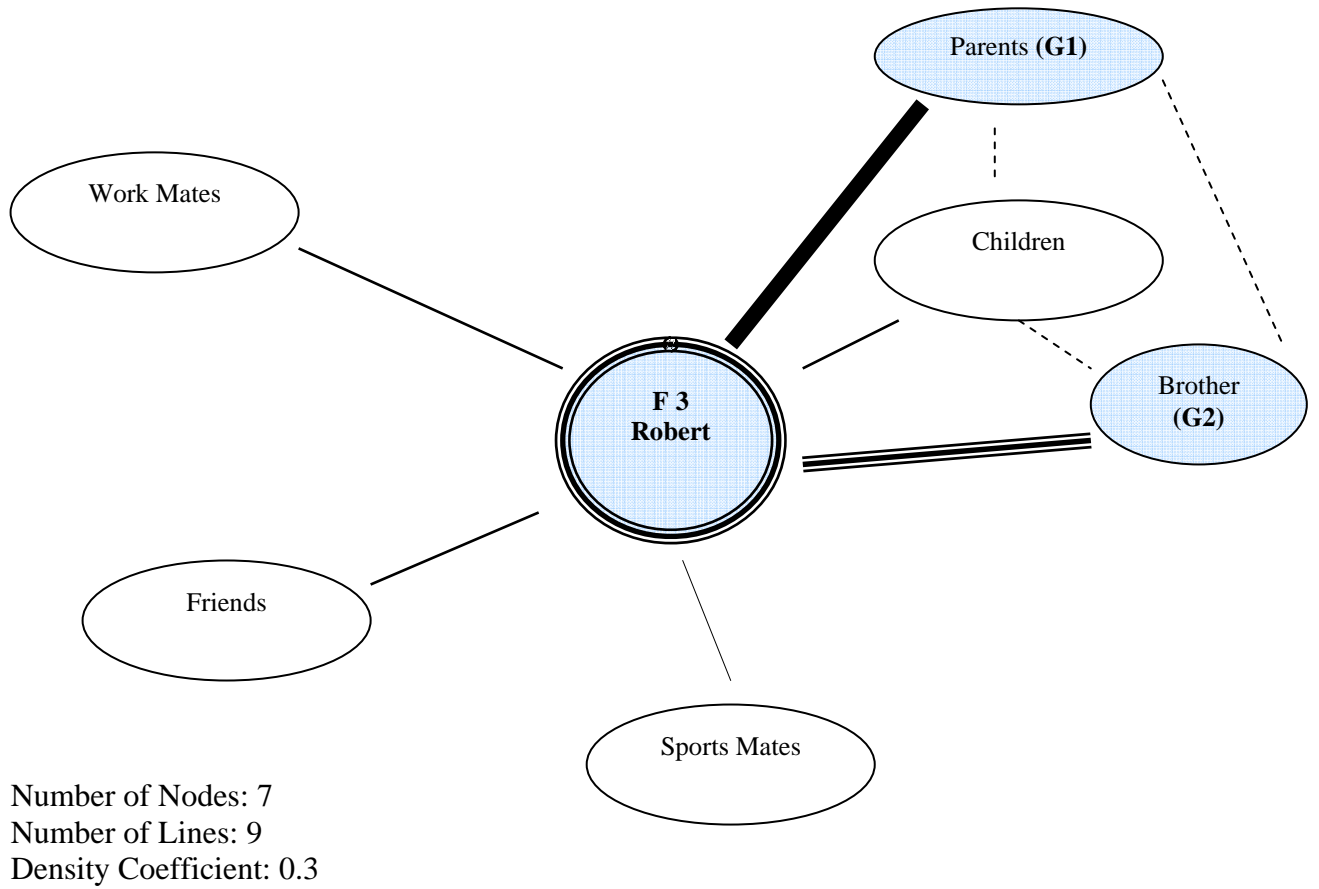 Parents (G1)
Work Mates
Children
Brother
(G2)
F 3
Robert
Friends
Sports Mates
Number of Nodes: 7
Number of Lines: 9
Density Coefficient: 0.3